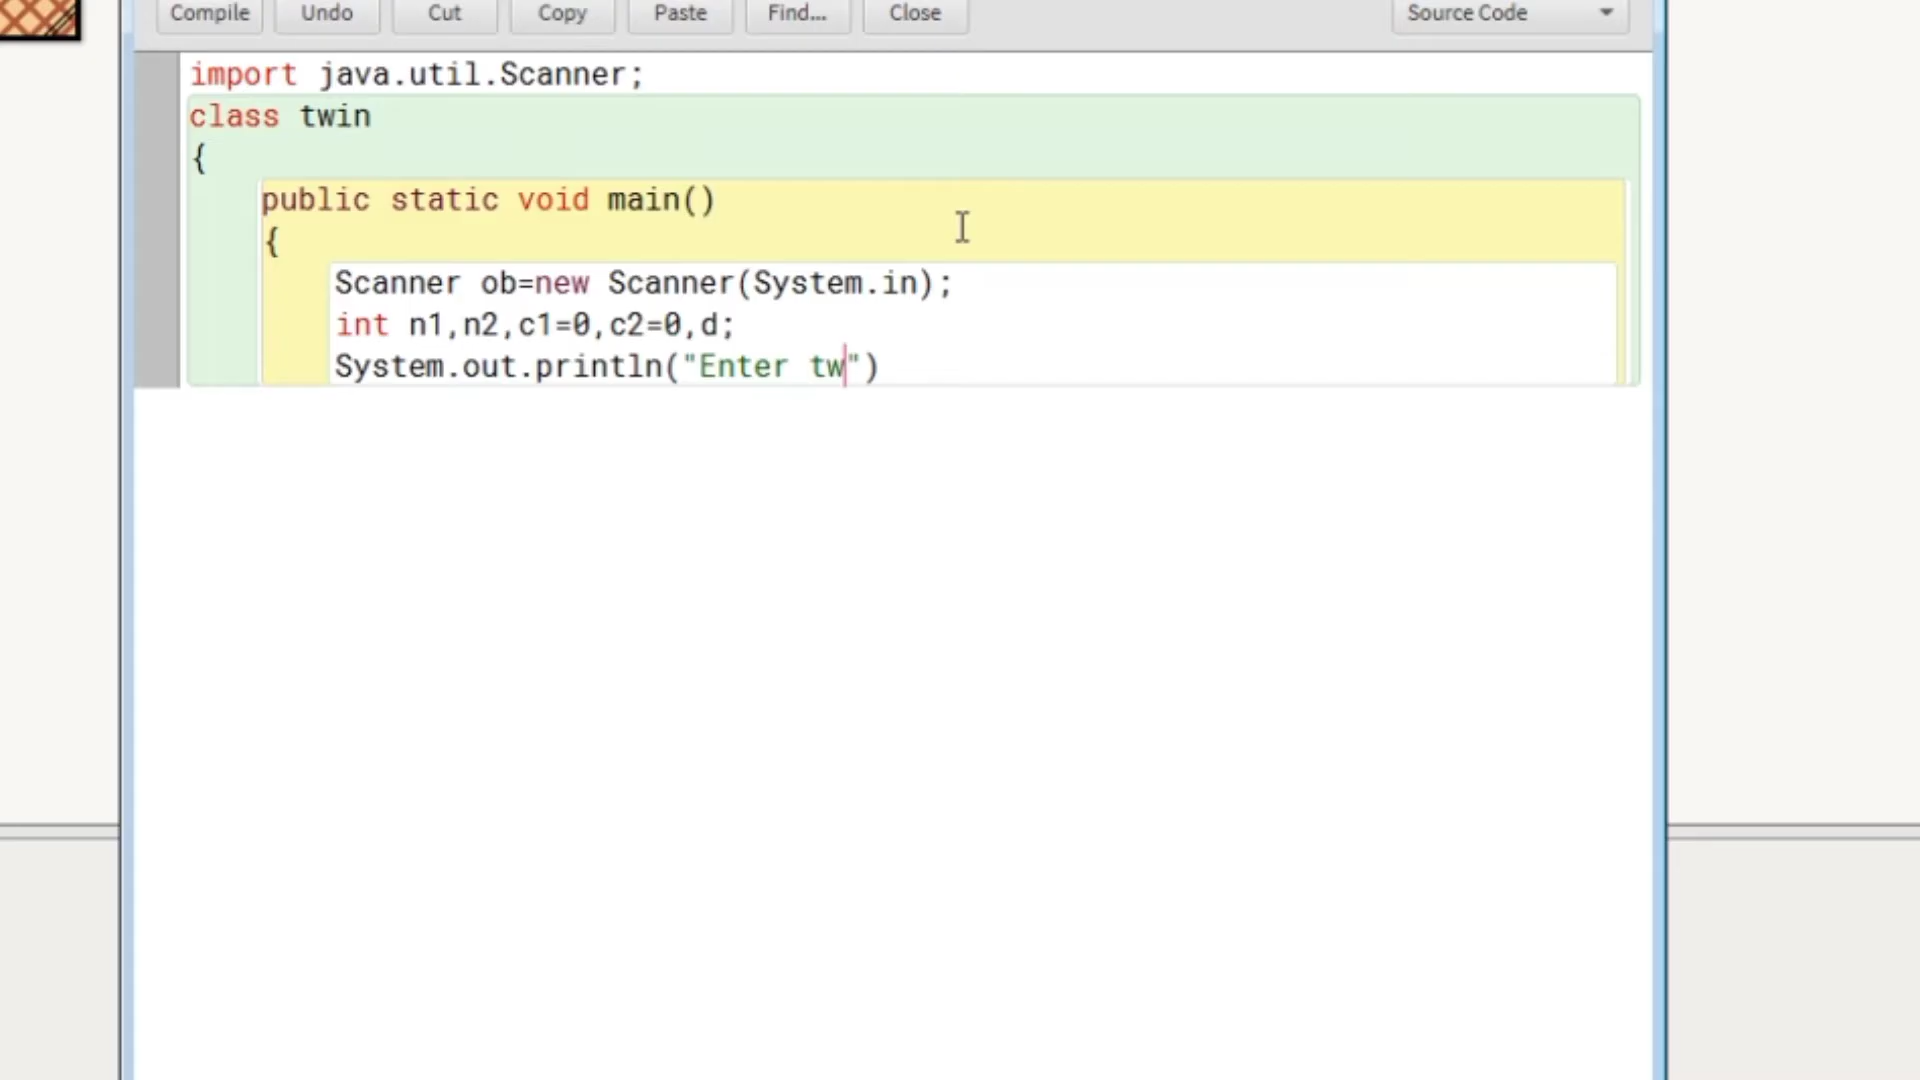 Compile Undo Cut Copy Paste Find... Close Source Code
import java.util.Scanner;
class twin
{
public static void main()
{
Scanner ob=new Scanner(System.in);
int n1,n2,c1=0,c2=0,d;
System.out.println("Enter tw")